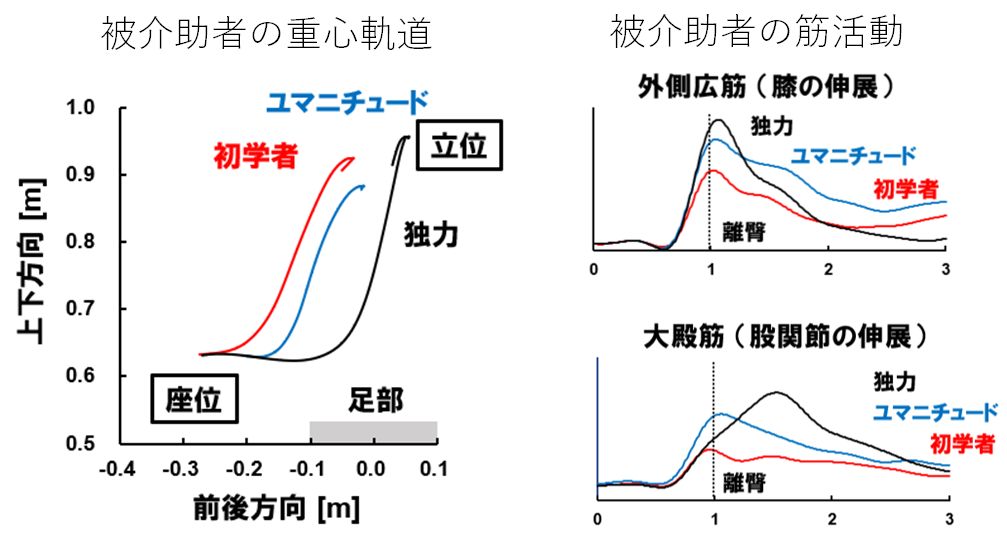 被介助者の重心軌道
上下方向 [m]
1.0
0.9
0.8
0.7
0.6
0.5
ユマニチュード
初学者
立位
独力
座位
足部
-0.4 -0.3 -0.2 -0.1 0.0 0.1
前後方向 [m]
被介助者の筋活動
外側広筋（膝の伸展）
独力
ユマニチュード
初学者
離臀
0 1 2 3
大殿筋（股関節の伸展）
独力
ユマニチュード
初学者
離臀
0 1 2 3